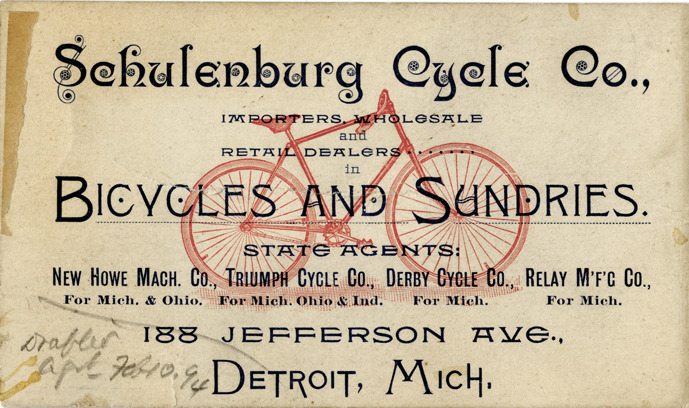 Schulenburg Cycle Co.,
IMPORTERS, WHOLESALE
and
RETAIL DEALERS.......
in
BICYCLES AND SUNDRIES.
STATE AGENTS:
NEW HOWE MACH. CO., TRIUMPH CYCLE CO., DERBY CYCLE CO., RELAY M'F'G CO.,
For Mich. & Ohio. For Mich. Ohio & Ind. For Mich. For Mich.
188 JEFFERSON AVE.,
DETROIT, MICH.